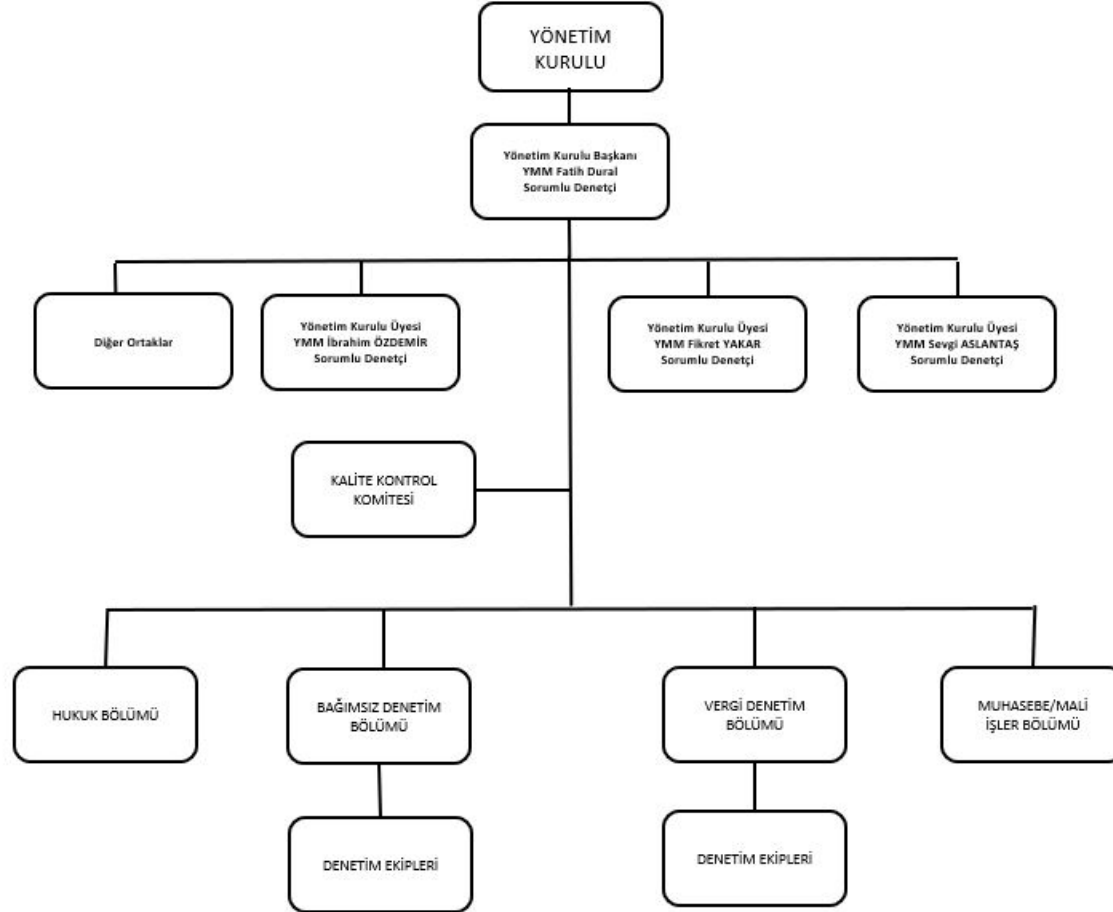 YÖNETİM
KURULU
Yönetim Kurulu Başkanı
YMM Fatih Dural
Sorumlu Denetçi
Diğer Ortaklar
Yönetim Kurulu Üyesi
YMM İbrahim ÖZDEMİR
Sorumlu Denetçi
Yönetim Kurulu Üyesi
YMM Fikret YAKAR
Sorumlu Denetçi
Yönetim Kurulu Üyesi
YMM Sevgi ASLANTAŞ
Sorumlu Denetçi
KALİTE KONTROL
KOMİTESİ
HUKUK BÖLÜMÜ
BAĞIMSIZ DENETİM
BÖLÜMÜ
VERGİ DENETİM
BÖLÜMÜ
MUHASEBE/MALİ
İŞLER BÖLÜMÜ
DENETİM EKİPLERİ
DENETİM EKİPLERİ